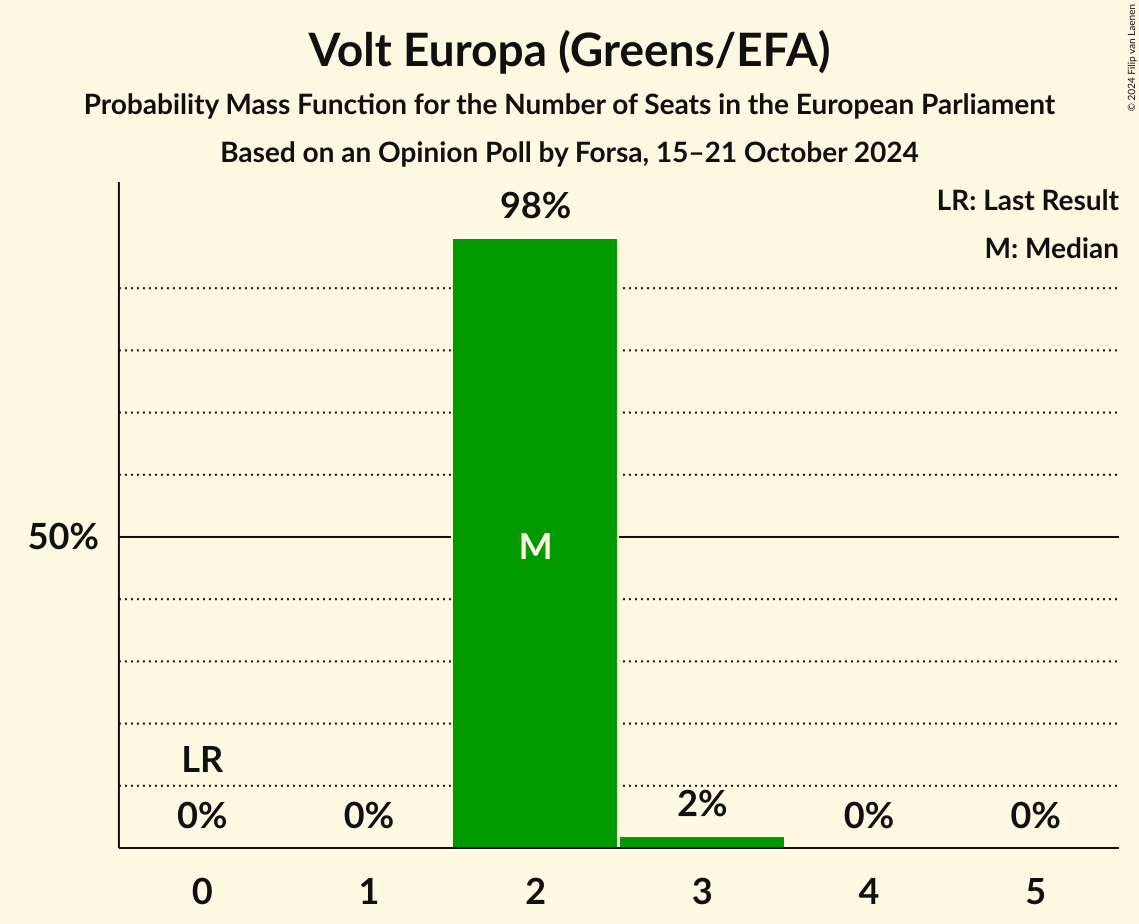 Volt Europa (Greens/EFA)
Probability Mass Function for the Number of Seats in the European Parliament
Based on an Opinion Poll by Forsa, 15–21 October 2024
© 2024 Filip van Laenen
LR: Last Result
M: Median
98%
50%
M
LR
0%
0%
2%
0%
0%
0
1
2
3
4
5